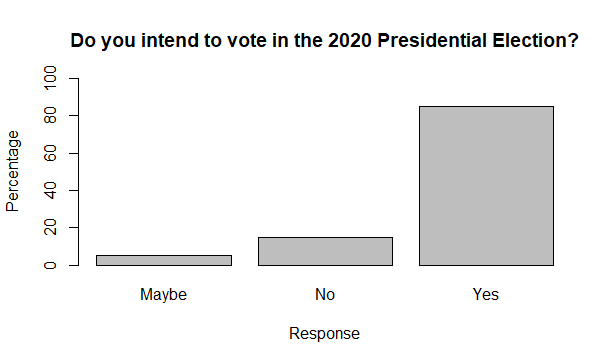 Do you intend to vote in the 2020 Presidential Election?
Percentage
100
80
60
40
20
0
Maybe
No
Yes
Response